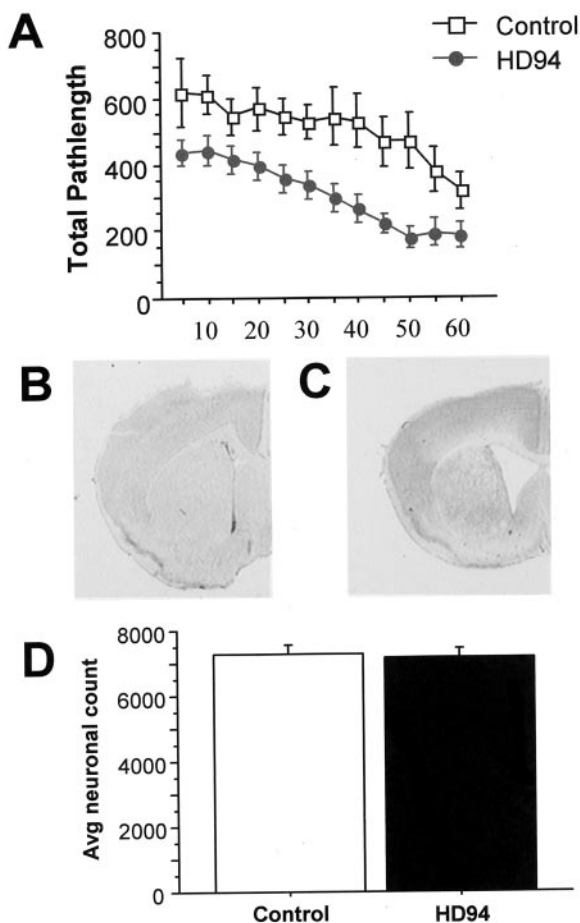 A
Control
HD94
Total Pathlength
800
600
400
200
0
10 20 30 40 50 60
B
C
D
Avg neuronal count
8000
6000
4000
2000
0
Control HD94